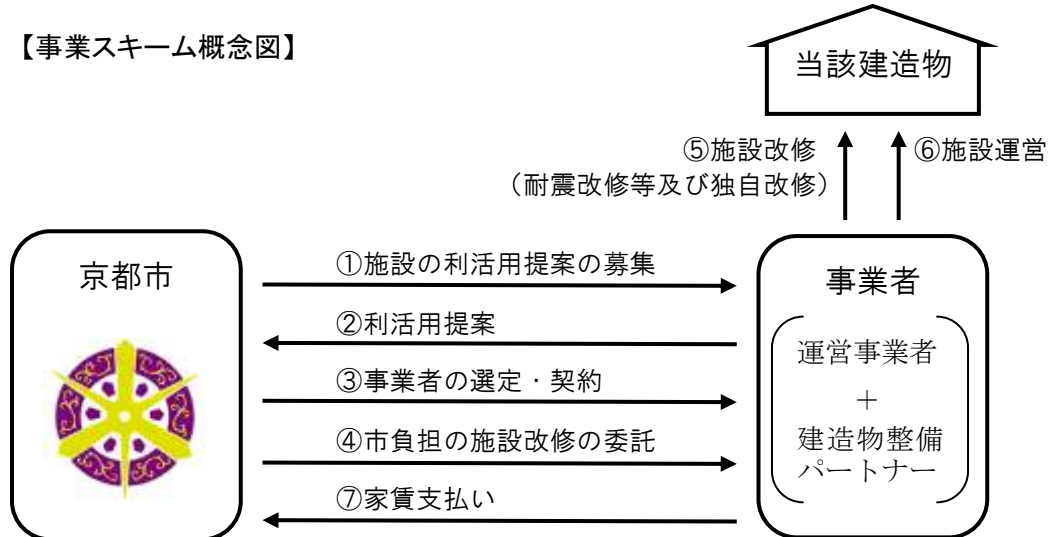 【事業スキーム概念図】
当該建造物
⑤施設改修
（耐震改修等及び独自改修）
⑥施設運営
京都市
①施設の利活用提案の募集
②利活用提案
③事業者の選定・契約
④市負担の施設改修の委託
⑦家賃支払い
事業者
運営事業者
＋
建造物整備
パートナー